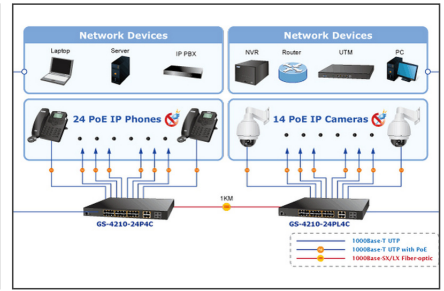 Network Devices
Laptop
Server
IP PBX
Network Devices
NVR
Router
UTM
PC
24 PoE IP Phones
14 PoE IP Cameras
1KM
GS-4210-24P4C
GS-4210-24PL4C
1000Base-T UTP
1000Base-T UTP with PoE
1000Base-SX/LX Fiber-optic